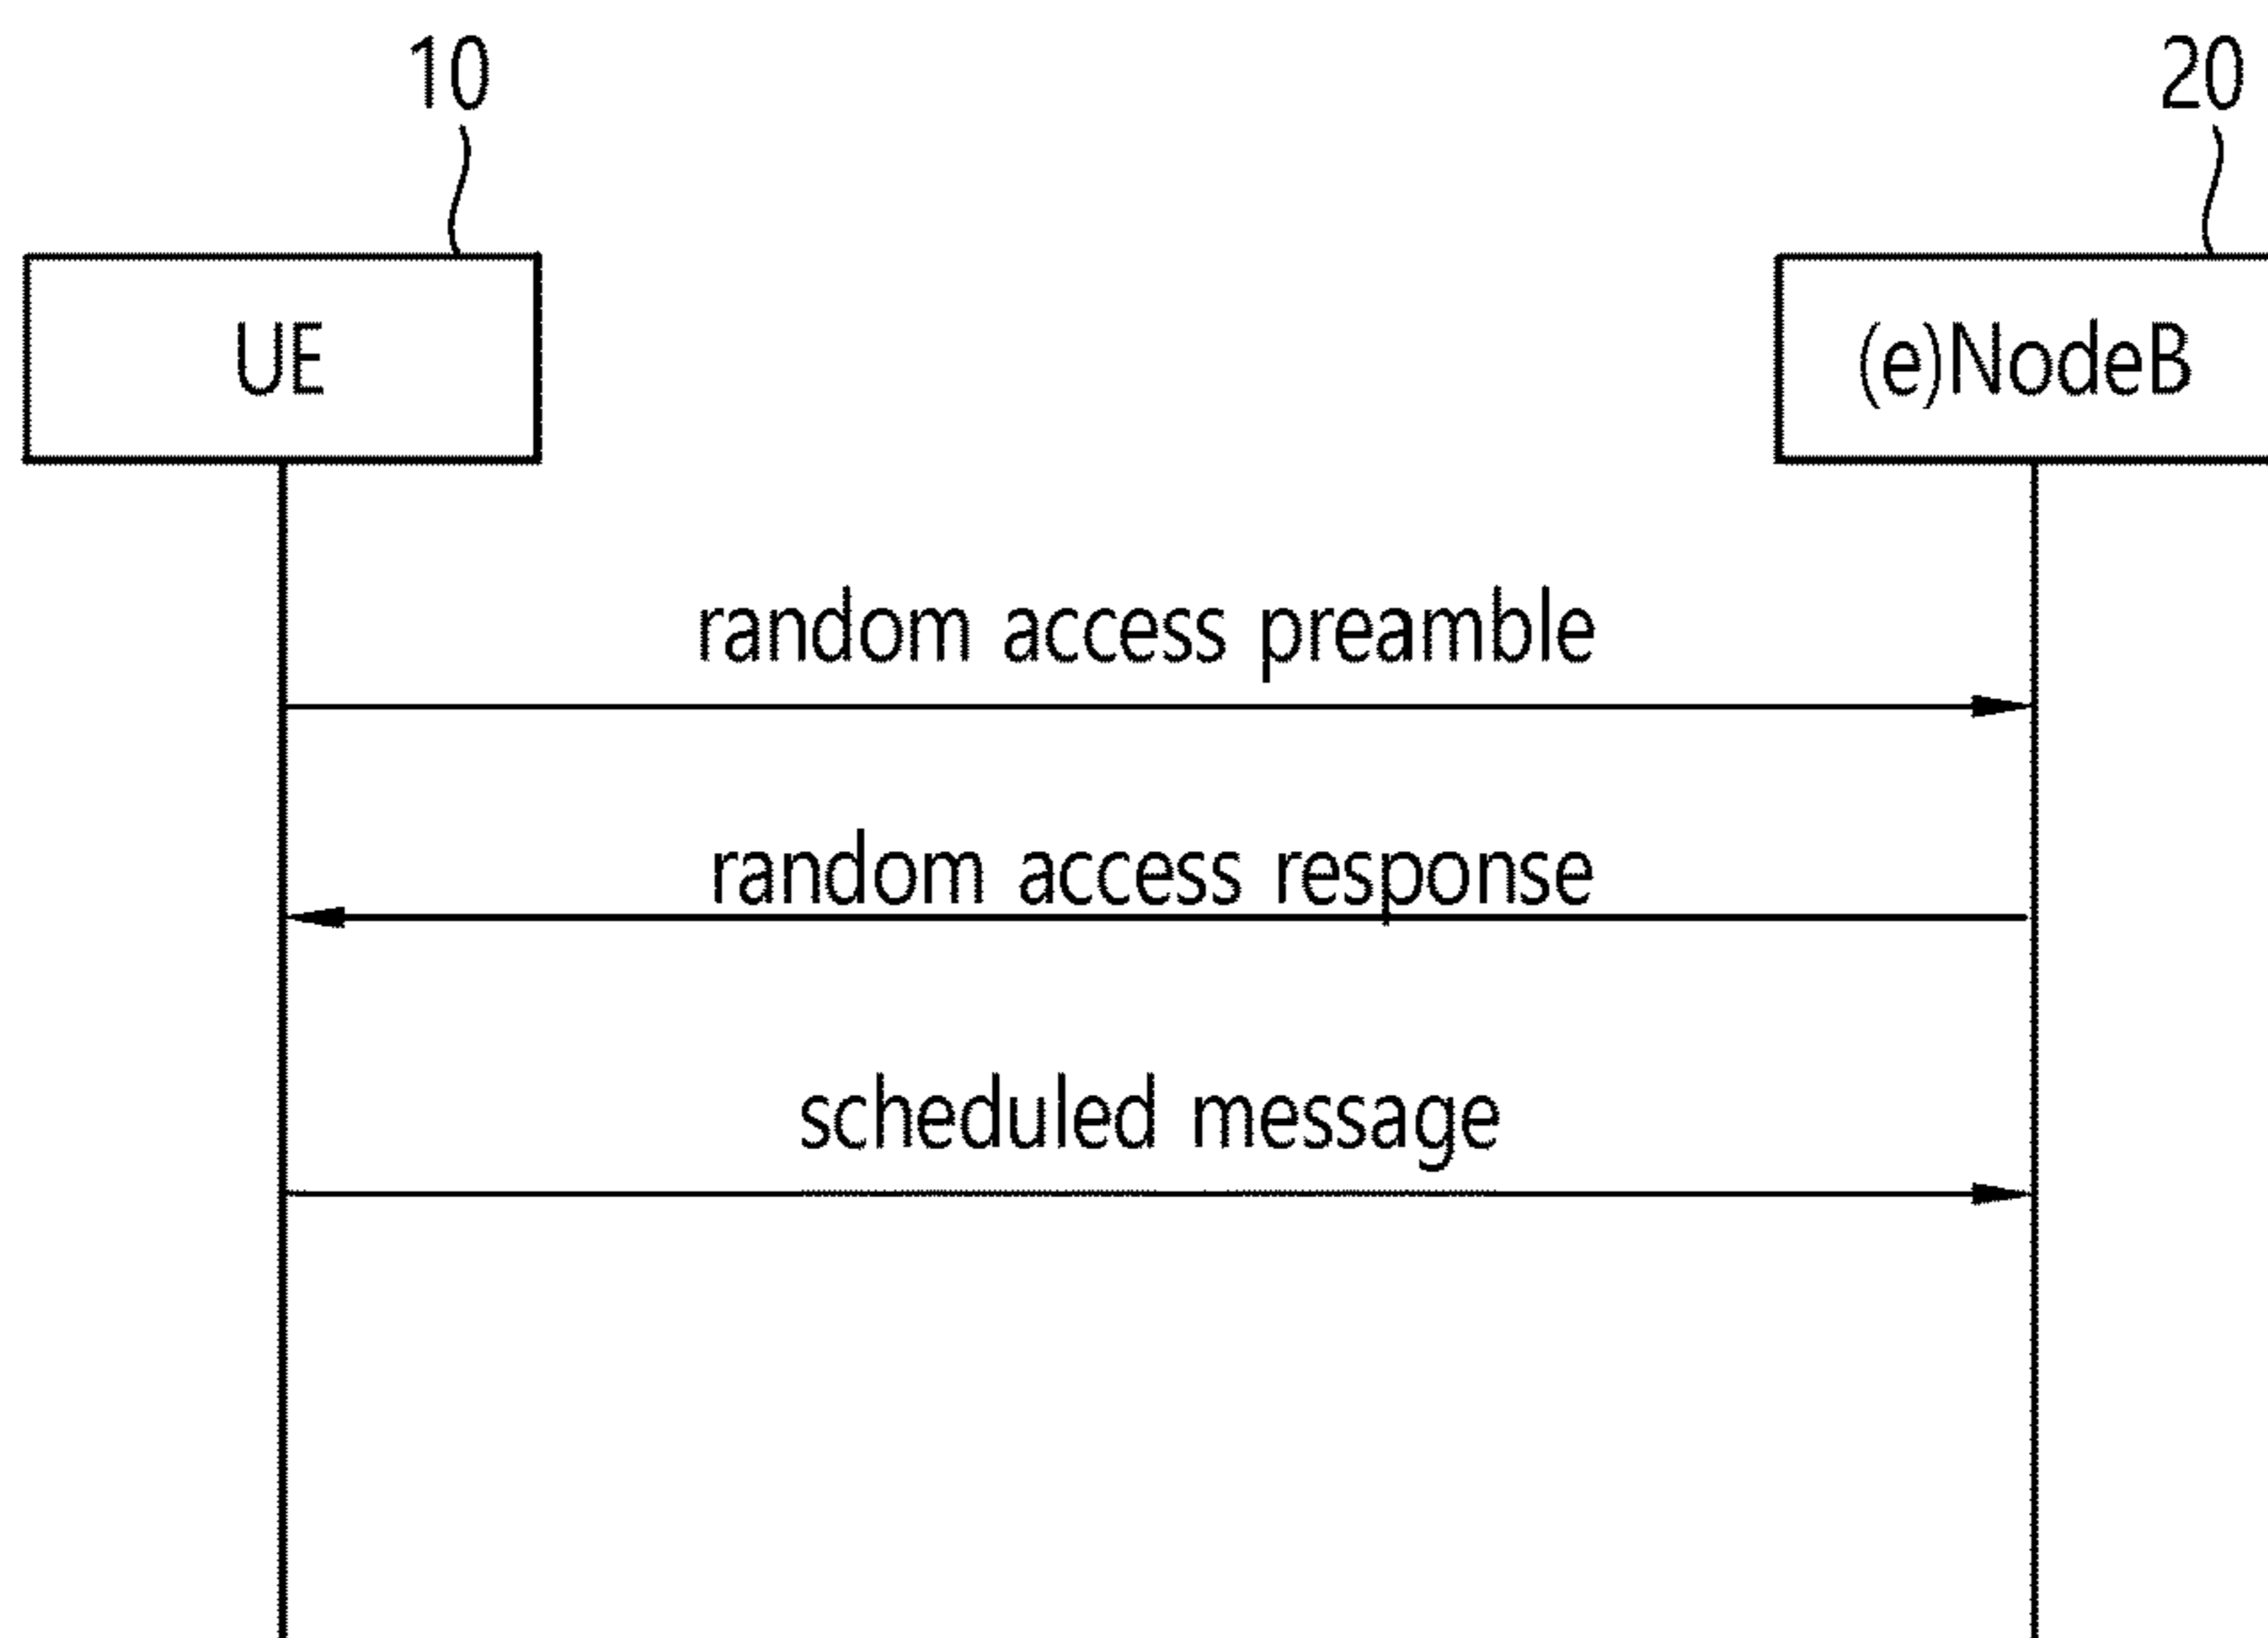 10
20
UE
(e)NodeB
random access preamble
random access response
scheduled message